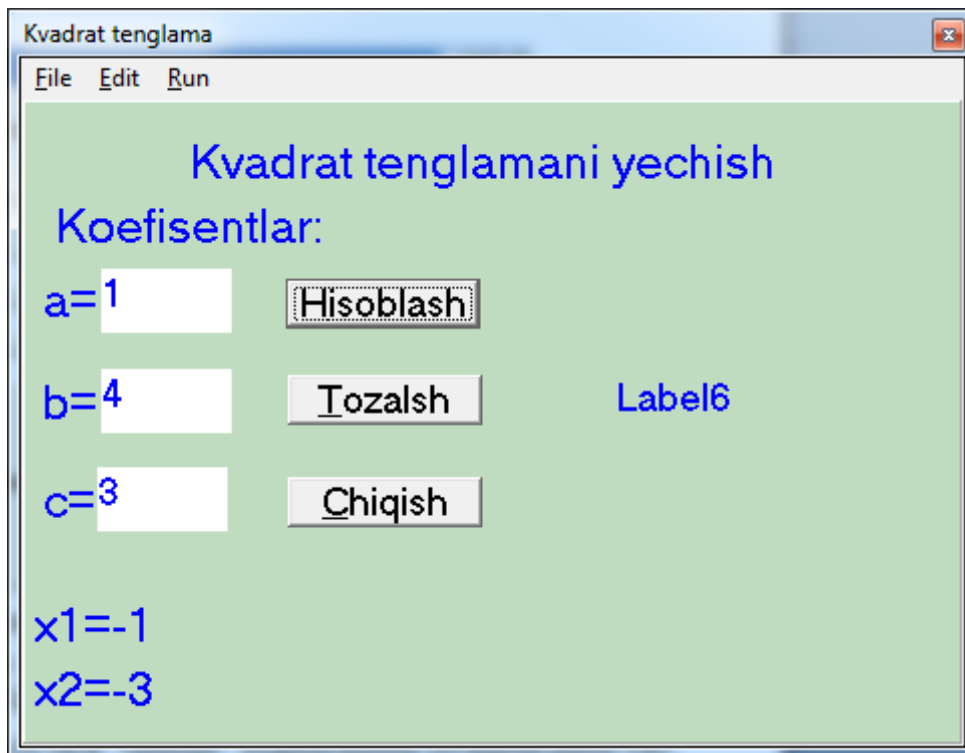 Kvadrat tenglama
File Edit Run
Kvadrat tenglamani yechish
Koefisentlar:
a=1 Hisoblash
b=4 Tozalsh Label6
c=3 Chiqish
x1=-1
x2=-3